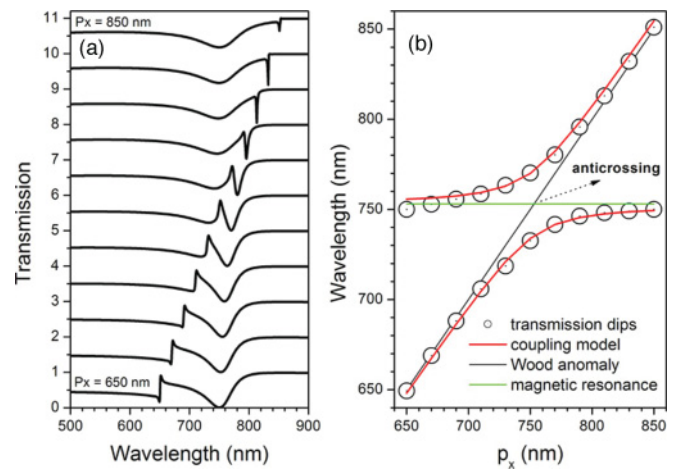 11
10
9
8
7
6
5
4
3
2
1
0
Px = 850 nm
(a)
Px = 650 nm
Transmission
500 600 700 800 900
Wavelength (nm)
850
800
750
700
650
(b)
anticrossing
transmission dips
coupling model
Wood anomaly
magnetic resonance
Wavelength (nm)
650 700 750 800 850
px (nm)